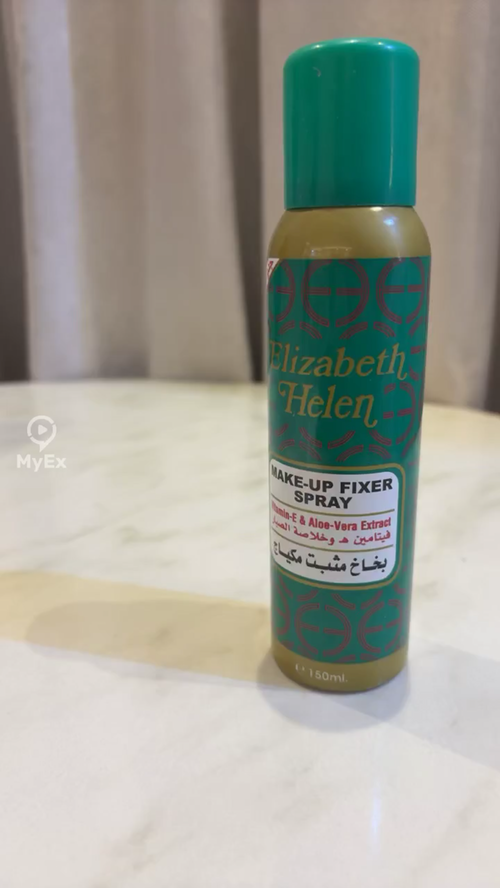 Elizabeth
Helen
MyEx
MAKE-UP FIXER
SPRAY
Vitamin-E & Aloe-Vera Extract
فيتامين هـ وخلاصة الصبار
بخاخ مثبت مكياج
150ml.